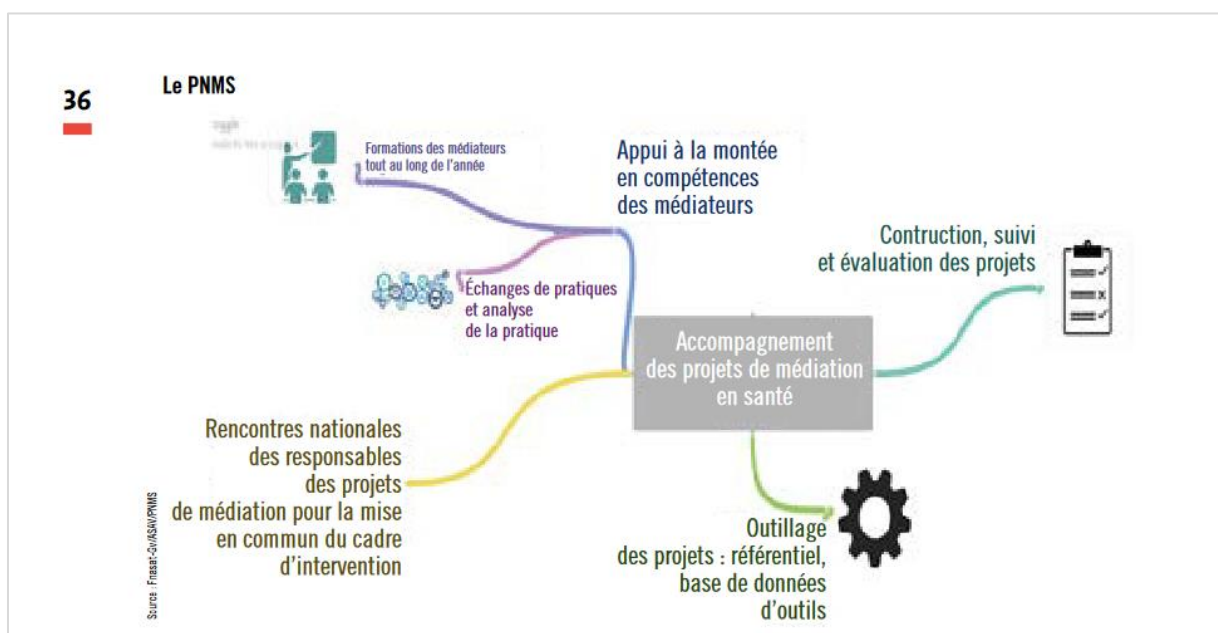 36
Le PNMS
Formations des médiateurs
tout au long de l'année
Échanges de pratiques
et analyse
de la pratique
Appui à la montée
en compétences
des médiateurs
Contruction, suivi
et évaluation des projets
Accompagnement
des projets de médiation
en santé
Rencontres nationales
des responsables
des projets
de médiation pour la mise
en commun du cadre
d'intervention
Outillage
des projets : référentiel,
base de données
d'outils
Source : Fnasat-Gv/ASAV/PNMS